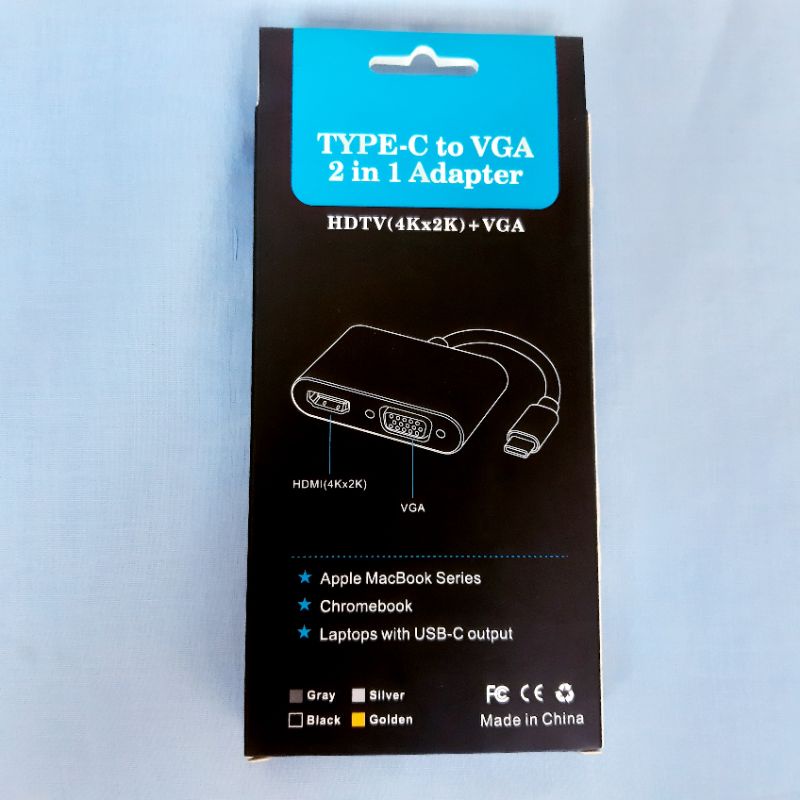 TYPE-C to VGA
2 in 1 Adapter
HDTV(4Kx2K)+VGA
HDMI(4Kx2K)
VGA
Apple MacBook Series
Chromebook
Laptops with USB-C output
Gray Silver
Black Golden
FC CE
Made in China